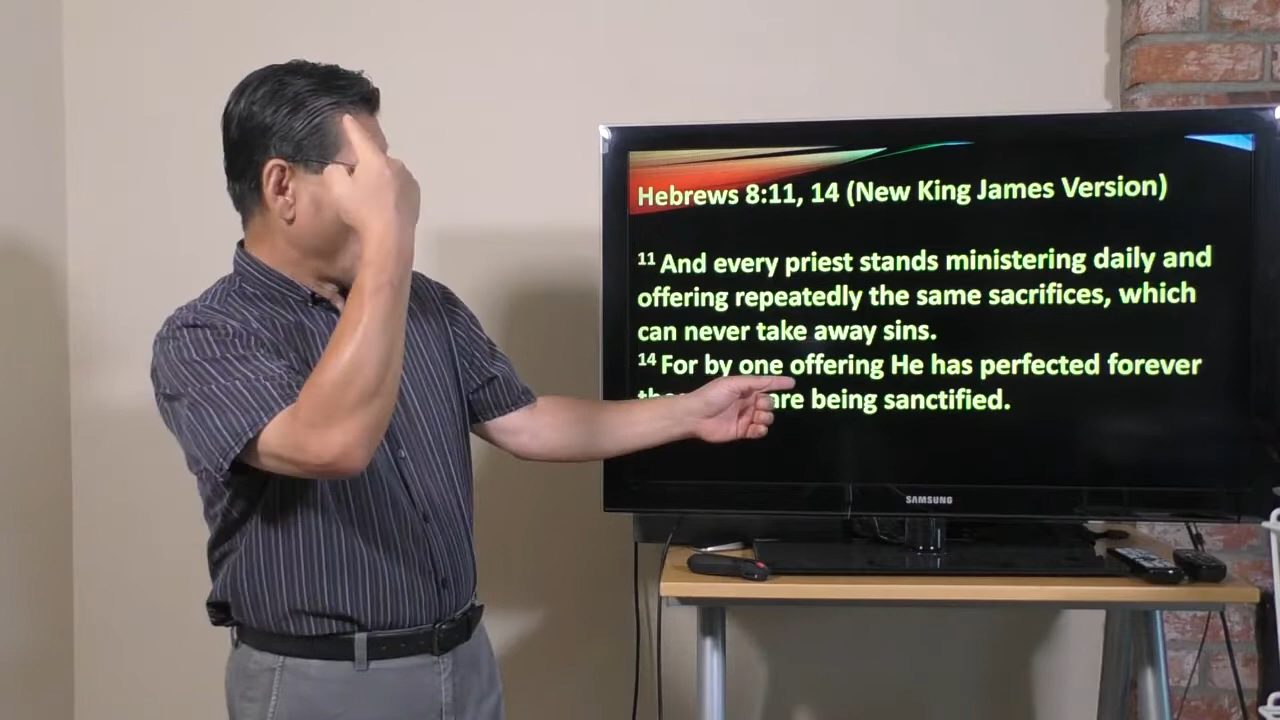 Hebrews 8:11, 14 (New King James Version)
11 And every priest stands ministering daily and
offering repeatedly the same sacrifices, which
can never take away sins.
14 For by one offering He has perfected forever
are being sanctified.
SAMSUNG